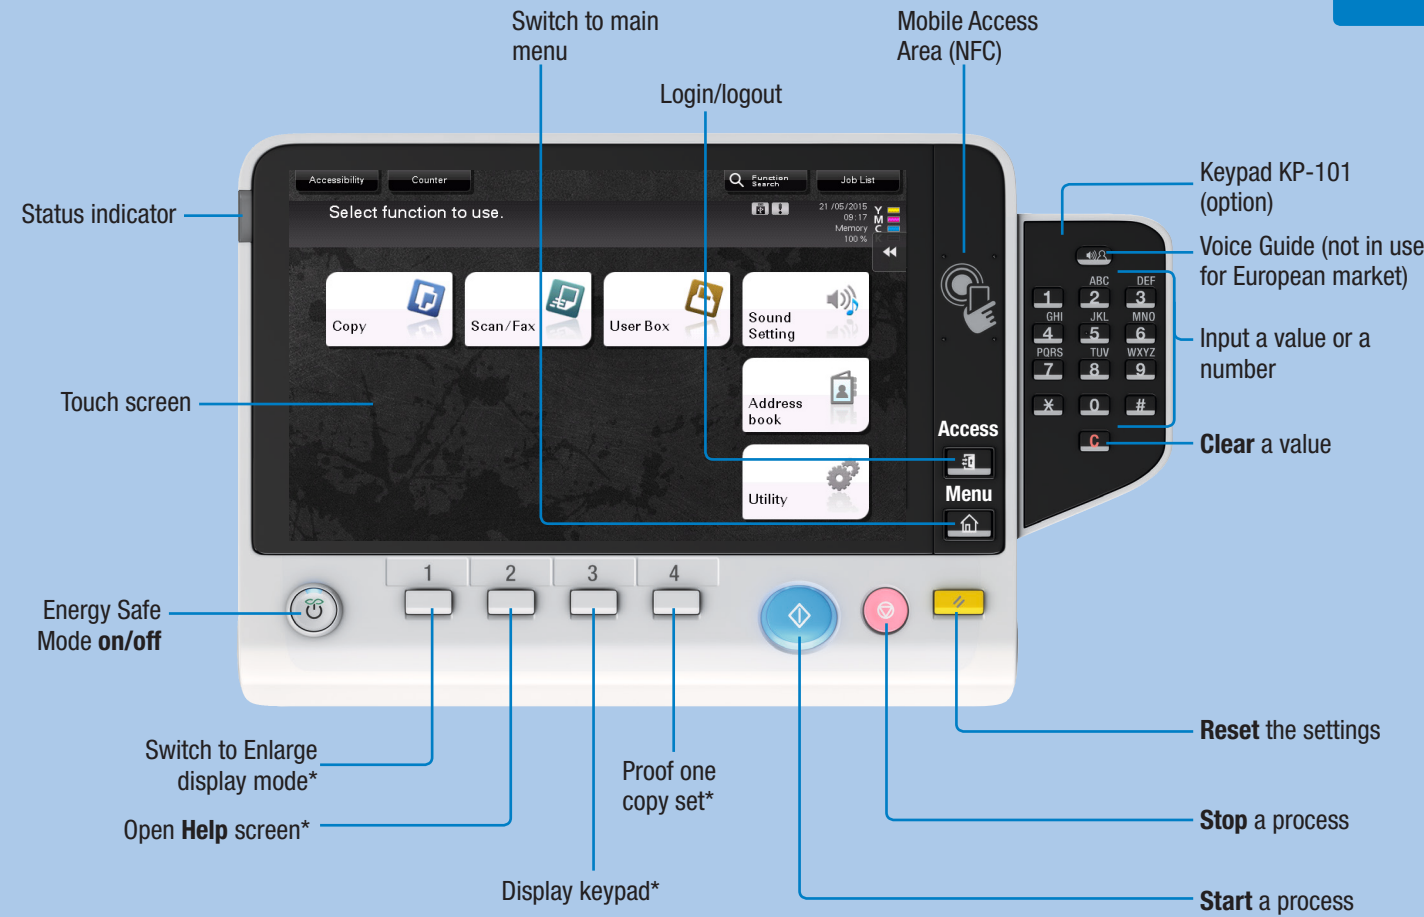 Switch to main
menu
Mobile Access
Area (NFC)
Login/logout
Status indicator
Touch screen
Energy Safe
Mode on/off
Accessibility
Counter
Function
Search
Job List
Select function to use.
21 /05/2015
09:17
Memory
100 %
Y
M
C
K
Copy
Scan/Fax
User Box
Sound
Setting
Address
book
Utility
Access
Menu
Keypad KP-101
(option)
Voice Guide (not in use
for European market)
Input a value or a
number
Clear a value
ABC DEF
1 2 3
GHI JKL MNO
4 5 6
PQRS TUV WXYZ
7 8 9
* 0 #
C
1 2 3 4
Switch to Enlarge
display mode*
Open Help screen*
Display keypad*
Proof one
copy set*
Reset the settings
Stop a process
Start a process